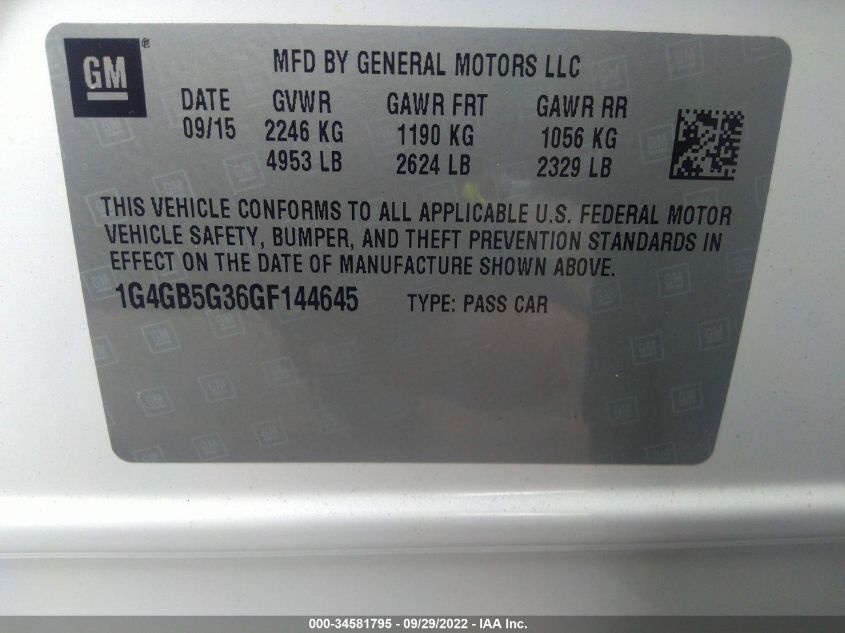 GM ®
MFD BY GENERAL MOTORS LLC
DATE GVWR GAWR FRT GAWR RR
09/15 2246 KG 1190 KG 1056 KG
4953 LB 2624 LB 2329 LB
THIS VEHICLE CONFORMS TO ALL APPLICABLE U.S. FEDERAL MOTOR
VEHICLE SAFETY, BUMPER, AND THEFT PREVENTION STANDARDS IN
EFFECT ON THE DATE OF MANUFACTURE SHOWN ABOVE.
1G4GB5G36GF144645 TYPE: PASS CAR
000-34581795 - 09/29/2022 - IAA Inc.